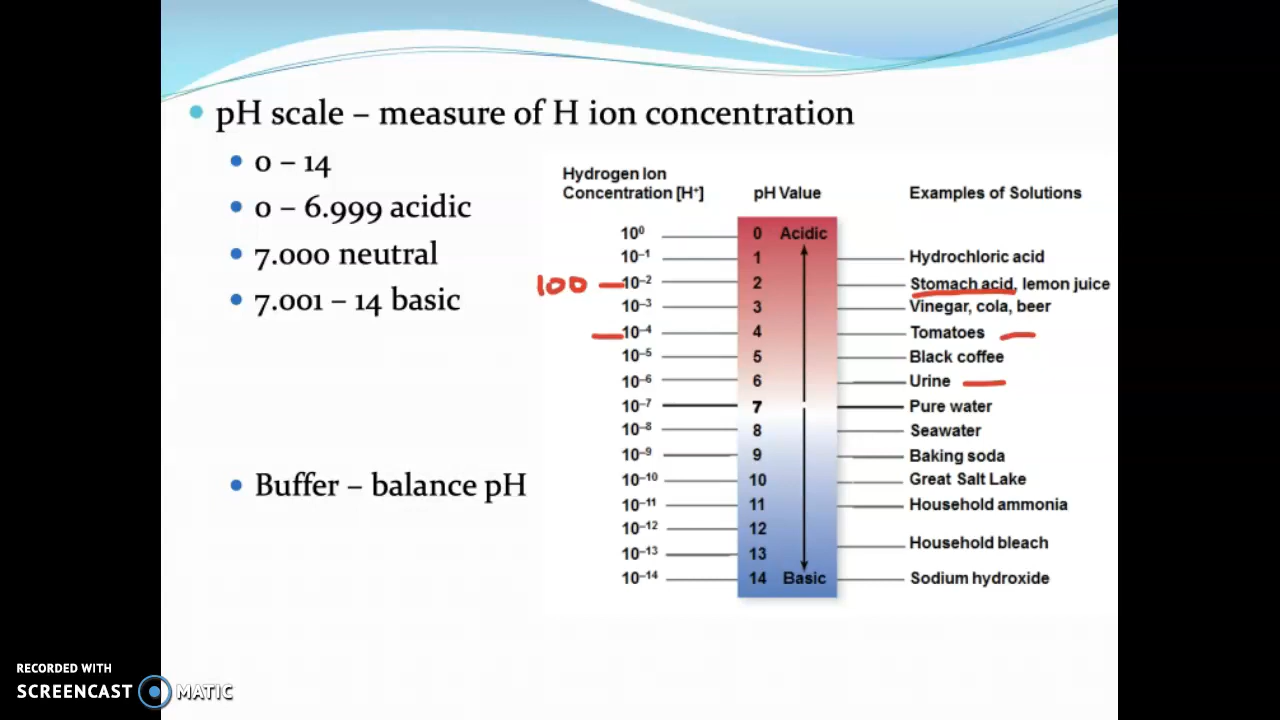 pH scale – measure of H ion concentration
0 – 14
0 – 6.999 acidic
7.000 neutral
7.001 – 14 basic
Buffer – balance pH
Hydrogen Ion
Concentration [H⁺]
pH Value
Examples of Solutions
10⁰ 0 Acidic
10⁻¹ 1 Hydrochloric acid
100 10⁻² 2 Stomach acid, lemon juice
10⁻³ 3 Vinegar, cola, beer
10⁻⁴ 4 Tomatoes
10⁻⁵ 5 Black coffee
10⁻⁶ 6 Urine
10⁻⁷ 7 Pure water
10⁻⁸ 8 Seawater
10⁻⁹ 9 Baking soda
10⁻¹⁰ 10 Great Salt Lake
10⁻¹¹ 11 Household ammonia
10⁻¹² 12
Household bleach
10⁻¹³ 13
10⁻¹⁴ 14 Basic Sodium hydroxide
RECORDED WITH
SCREENCAST MATIC